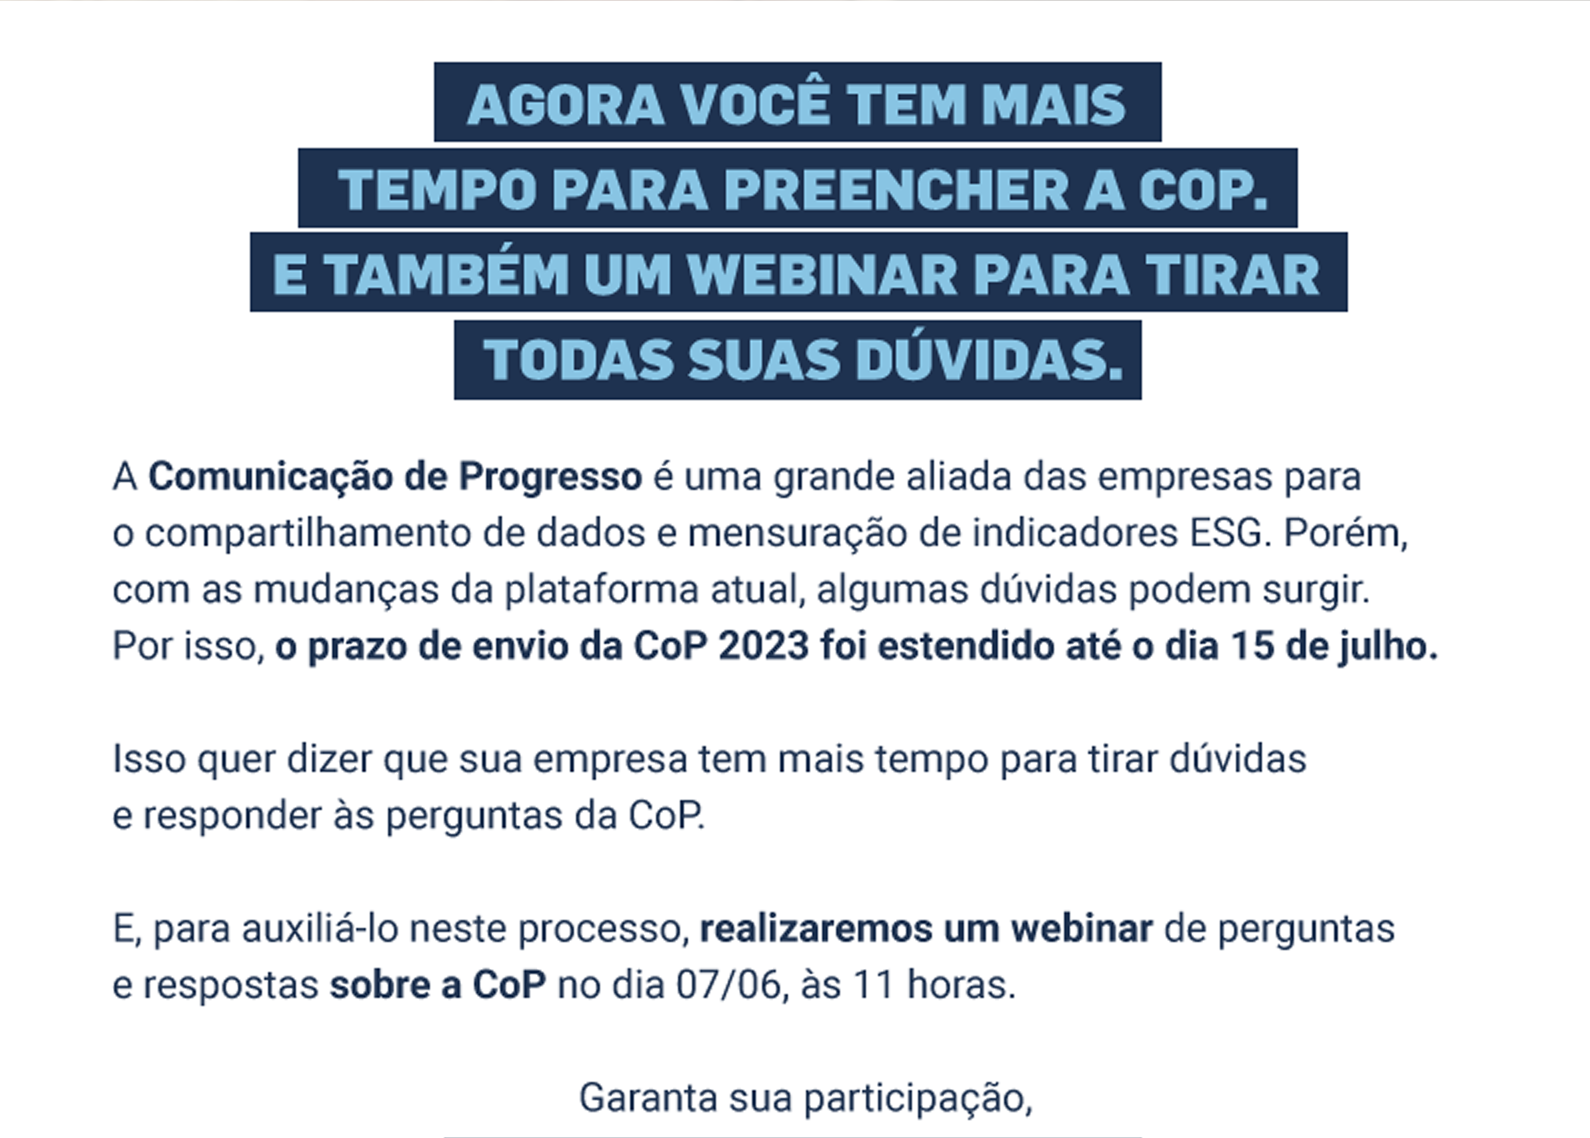 AGORA VOCÊ TEM MAIS
TEMPO PARA PREENCHER A COP.
E TAMBÉM UM WEBINAR PARA TIRAR
TODAS SUAS DÚVIDAS.
A Comunicação de Progresso é uma grande aliada das empresas para
o compartilhamento de dados e mensuração de indicadores ESG. Porém,
com as mudanças da plataforma atual, algumas dúvidas podem surgir.
Por isso, o prazo de envio da CoP 2023 foi estendido até o dia 15 de julho.
Isso quer dizer que sua empresa tem mais tempo para tirar dúvidas
e responder às perguntas da CoP.
E, para auxiliá-lo neste processo, realizaremos um webinar de perguntas
e respostas sobre a CoP no dia 07/06, às 11 horas.
Garanta sua participação,